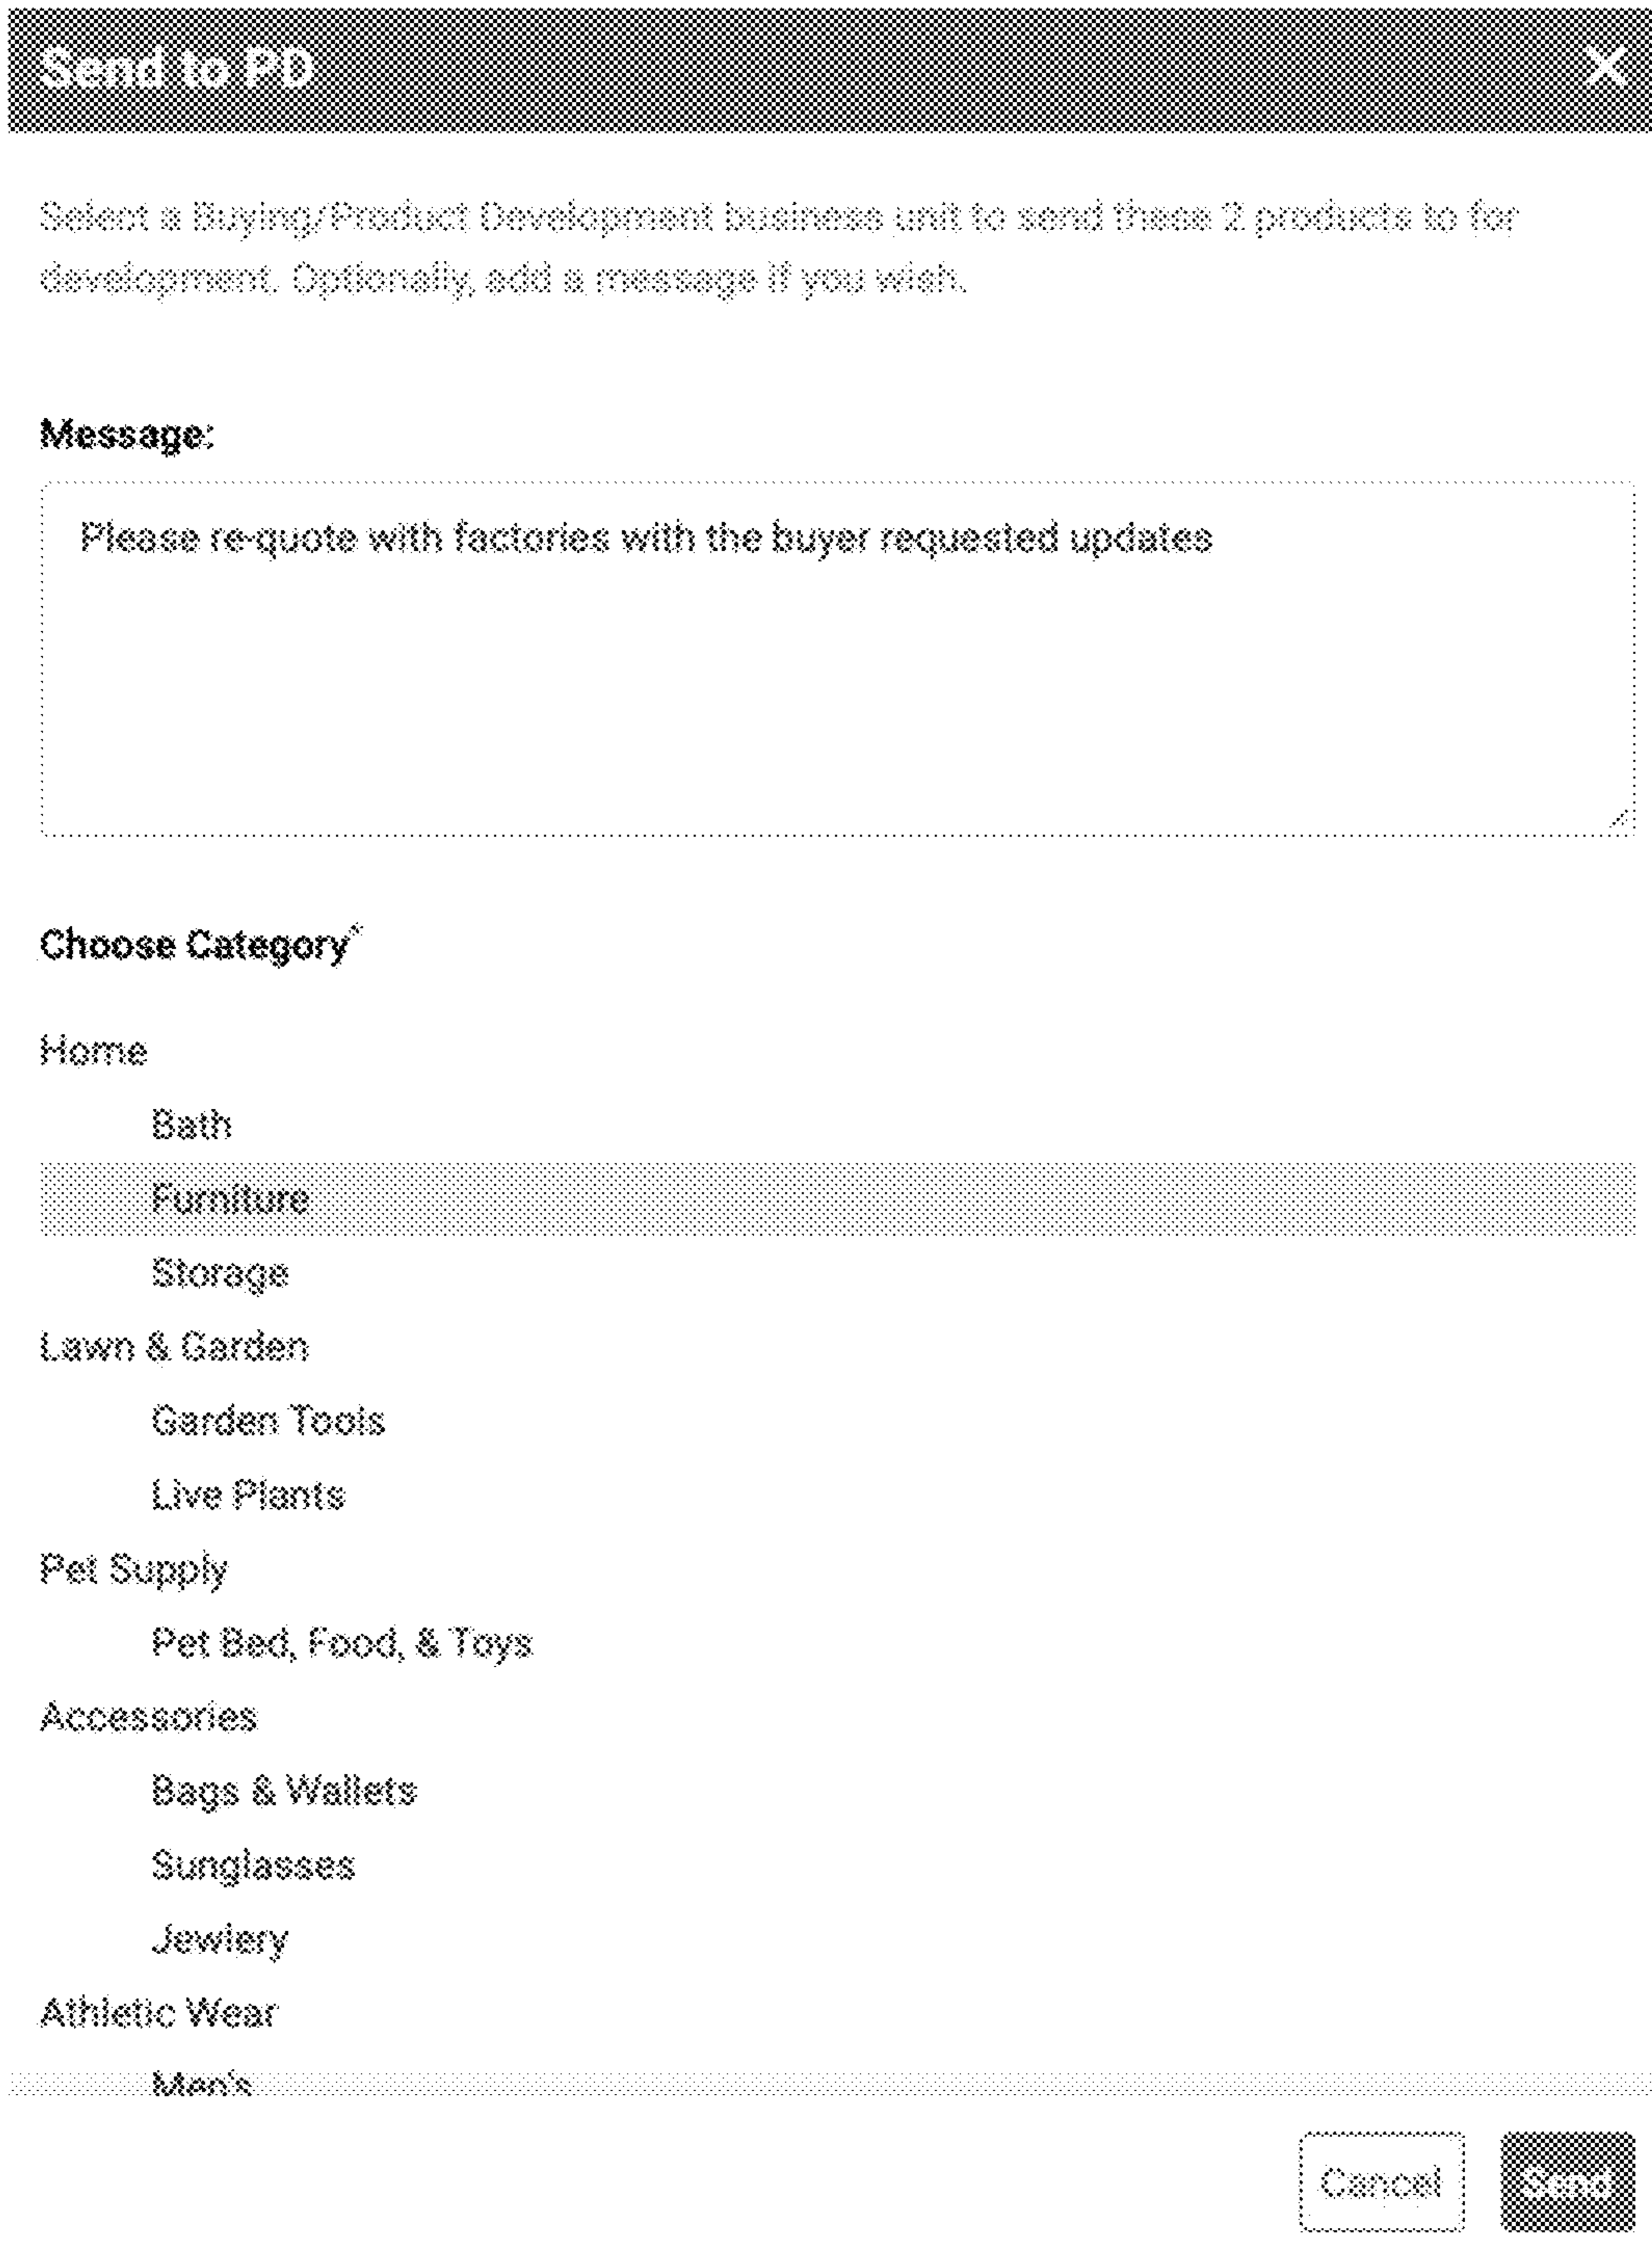 Send to PD
Select a Buying/Product Development business unit to send these 2 products to for
development. Optionally, add a message if you wish.
Message:
Please re-quote with factories with the buyer requested updates
Choose Category*
Home
Bath
Furniture
Storage
Lawn & Garden
Garden Tools
Live Plants
Pet Supply
Pet Bed, Food, & Toys
Accessories
Bags & Wallets
Sunglasses
Jewlery
Athletic Wear
Men's
Cancel
Send